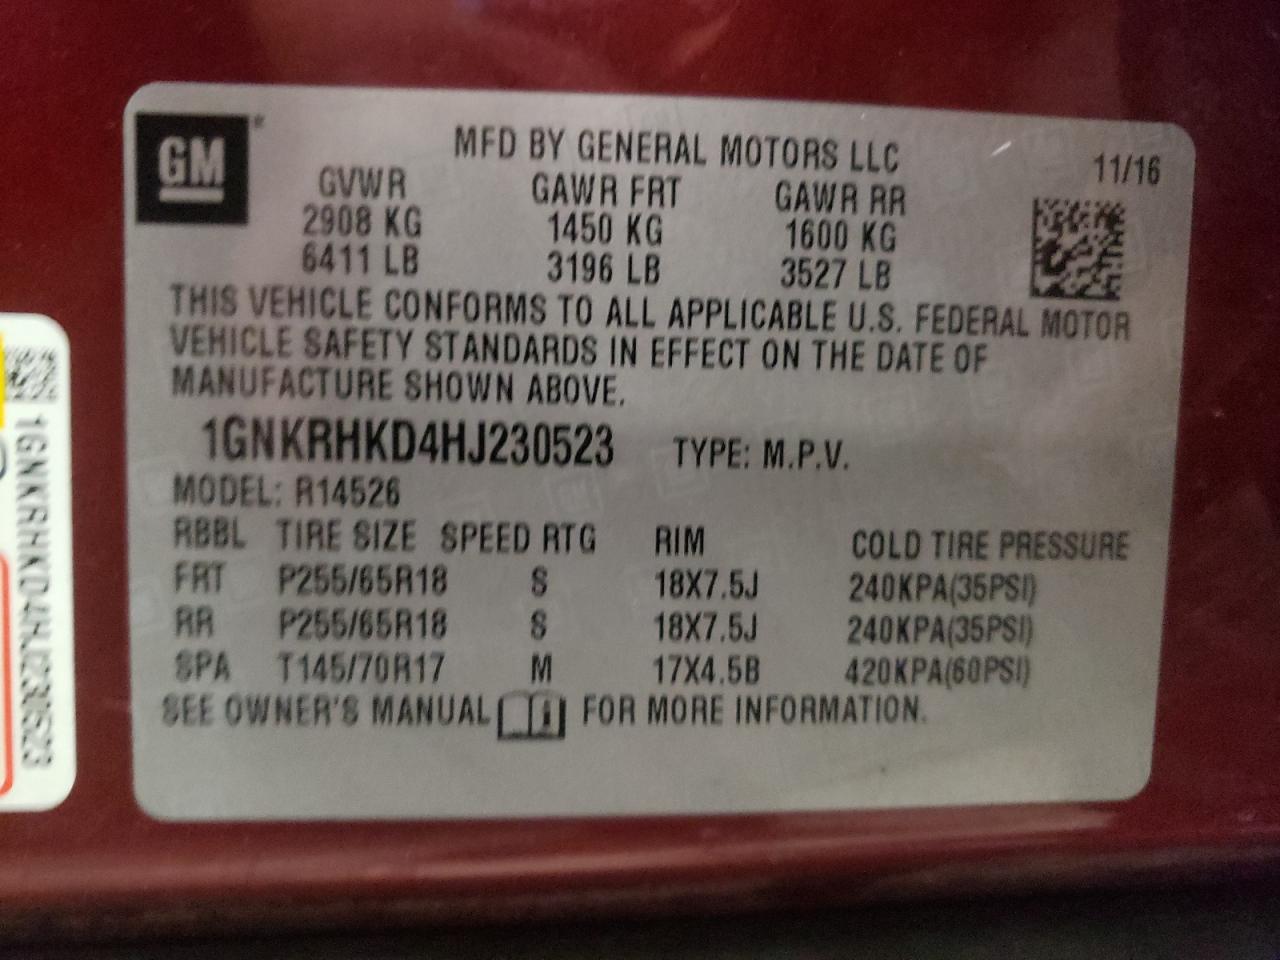 GM
MFD BY GENERAL MOTORS LLC
11/16
GVWR GAWR FRT GAWR RR
2908 KG 1450 KG 1600 KG
6411 LB 3196 LB 3527 LB
THIS VEHICLE CONFORMS TO ALL APPLICABLE U.S. FEDERAL MOTOR
VEHICLE SAFETY STANDARDS IN EFFECT ON THE DATE OF
MANUFACTURE SHOWN ABOVE.
1GNKRHKD4HJ230523 TYPE: M.P.V.
MODEL: R14526
RBBL TIRE SIZE SPEED RTG RIM COLD TIRE PRESSURE
FRT P255/65R18 S 18X7.5J 240KPA(35PSI)
RR P255/65R18 S 18X7.5J 240KPA(35PSI)
SPA T145/70R17 M 17X4.5B 420KPA(60PSI)
SEE OWNER'S MANUAL FOR MORE INFORMATION.
1GNKRHKD4HJ230523